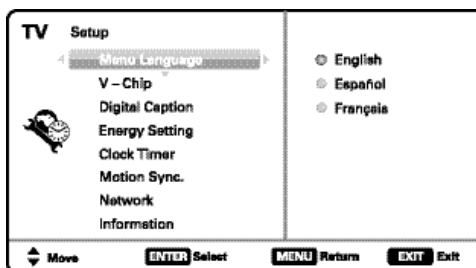 TV Setup
Menu Language
V – Chip
Digital Caption
Energy Setting
Clock Timer
Motion Sync.
Network
Information
English
Español
Français
Move ENTER Select MENU Return EXIT Exit